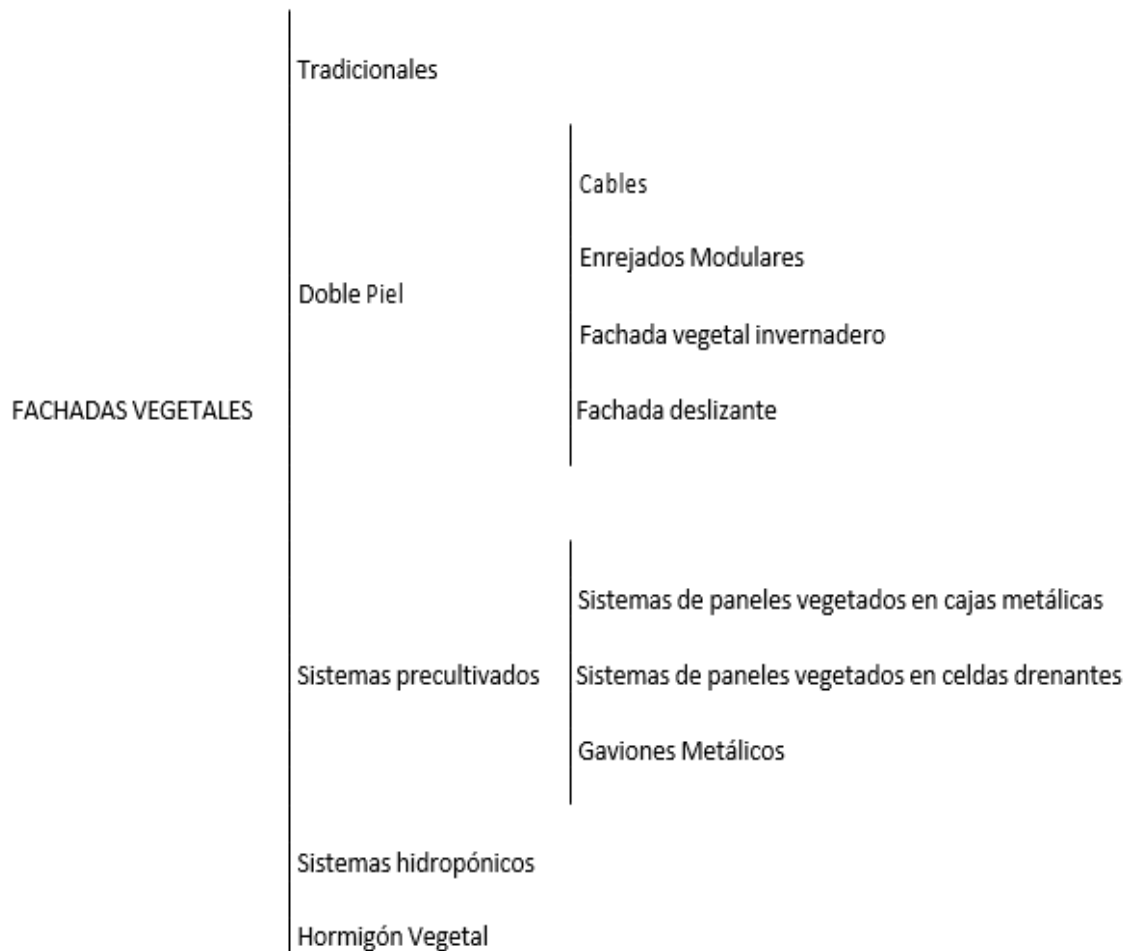 Tradicionales
Cables
Enrejados Modulares
Doble Piel
Fachada vegetal invernadero
FACHADAS VEGETALES
Fachada deslizante
Sistemas de paneles vegetados en cajas metálicas
Sistemas precultivados
Sistemas de paneles vegetados en celdas drenantes
Gaviones Metálicos
Sistemas hidropónicos
Hormigón Vegetal